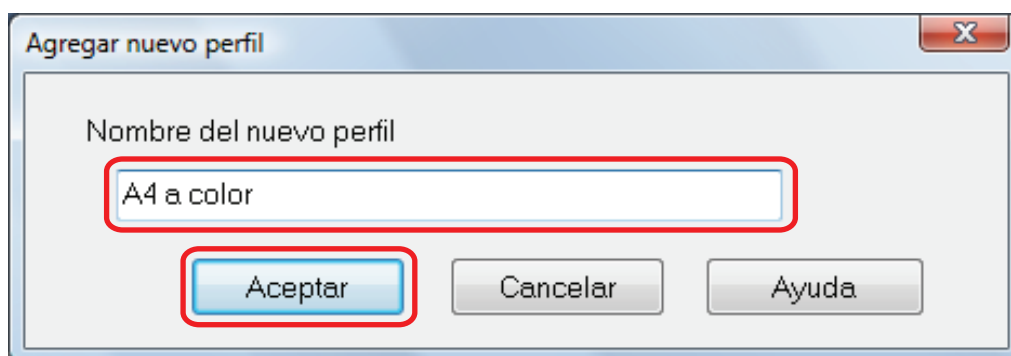 Agregar nuevo perfil
Nombre del nuevo perfil
A4 a color
Aceptar Cancelar Ayuda